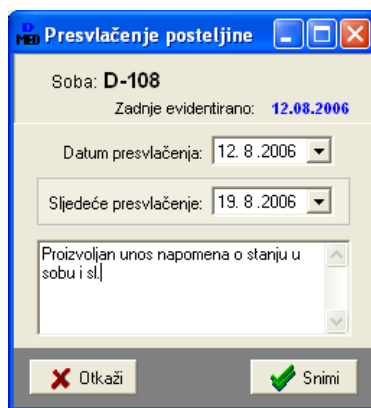 D
MED Presvlačenje posteljine
Soba: D-108
Zadnje evidentirano: 12.08.2006
Datum presvlačenja: 12. 8 .2006
Sljedeće presvlačenje: 19. 8 .2006
Proizvoljan unos napomena o stanju u
sobu i sl.
Otkaži
Snimi